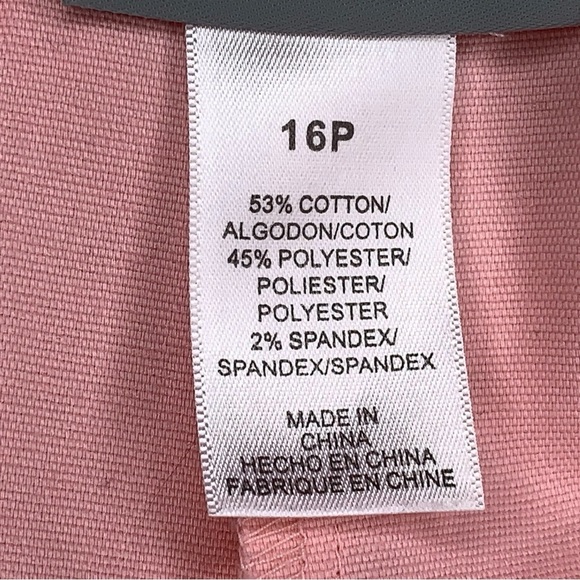 16P
53% COTTON/
ALGODON/COTON
45% POLYESTER/
POLIESTER/
POLYESTER
2% SPANDEX/
SPANDEX/SPANDEX
MADE IN
CHINA
HECHO EN CHINA
FABRIQUE EN CHINE